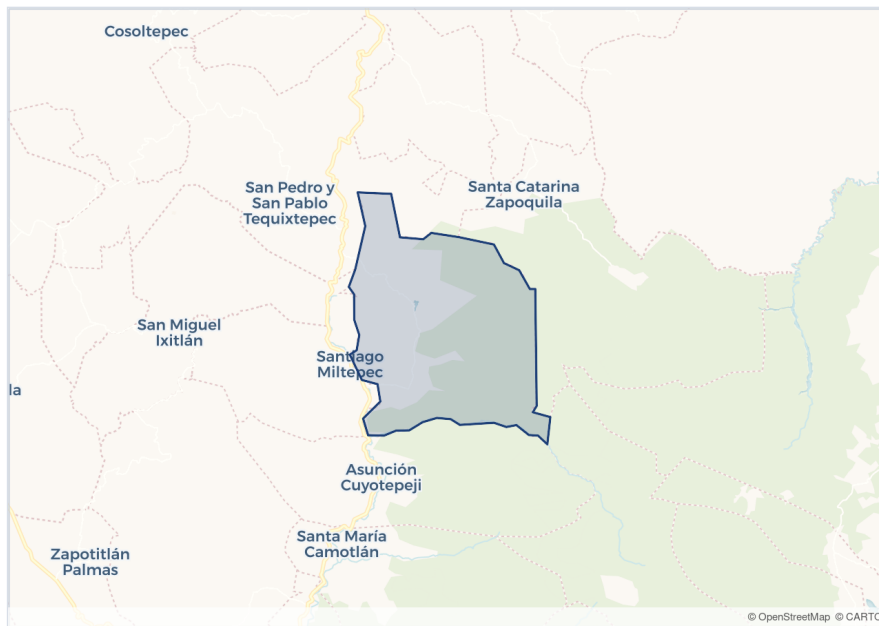 Cosoltepec
San Pedro y
San Pablo
Tequixtepec
Santa Catarina
Zapoquila
San Miguel
Ixitlán
Santiago
Miltepec
la
Asunción
Cuyotepeji
Santa María
Camotlán
Zapotitlán
Palmas
© OpenStreetMap © CARTO